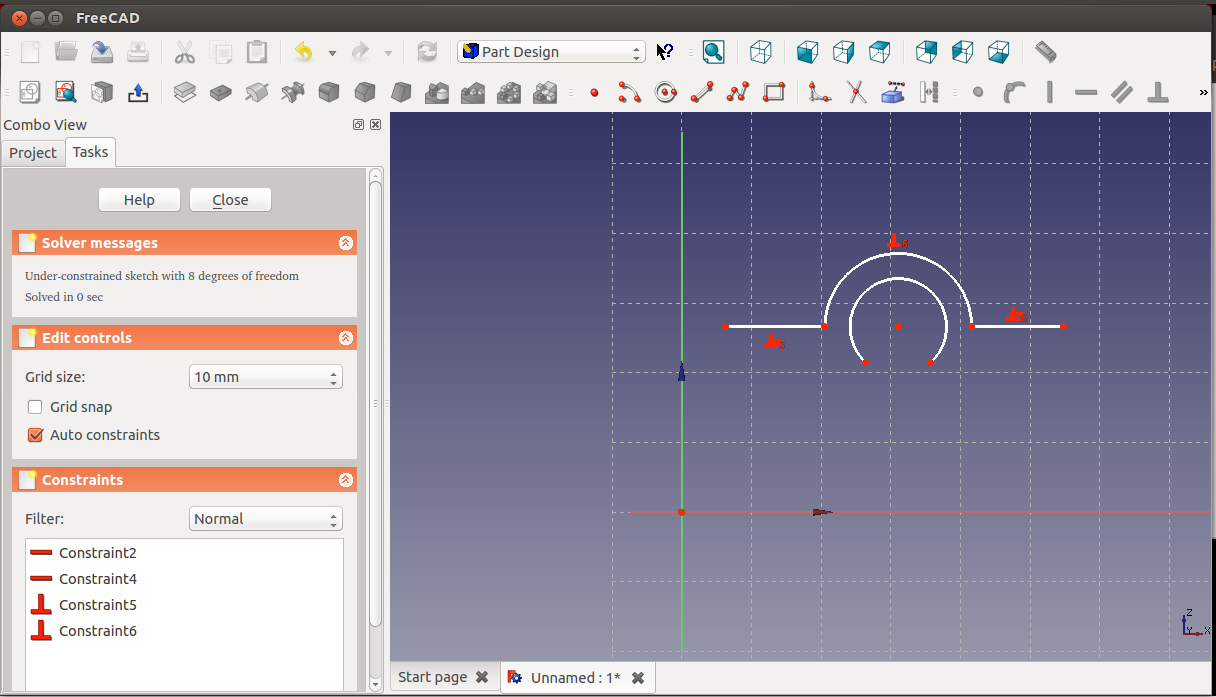 FreeCAD
Part Design
Combo View
Project
Tasks
Help
Close
Solver messages
Under-constrained sketch with 8 degrees of freedom
Solved in 0 sec
Edit controls
Grid size:
10 mm
Grid snap
Auto constraints
Constraints
Filter:
Normal
Constraint2
Constraint4
Constraint5
Constraint6
Z
Y
X
Start page
Unnamed : 1*